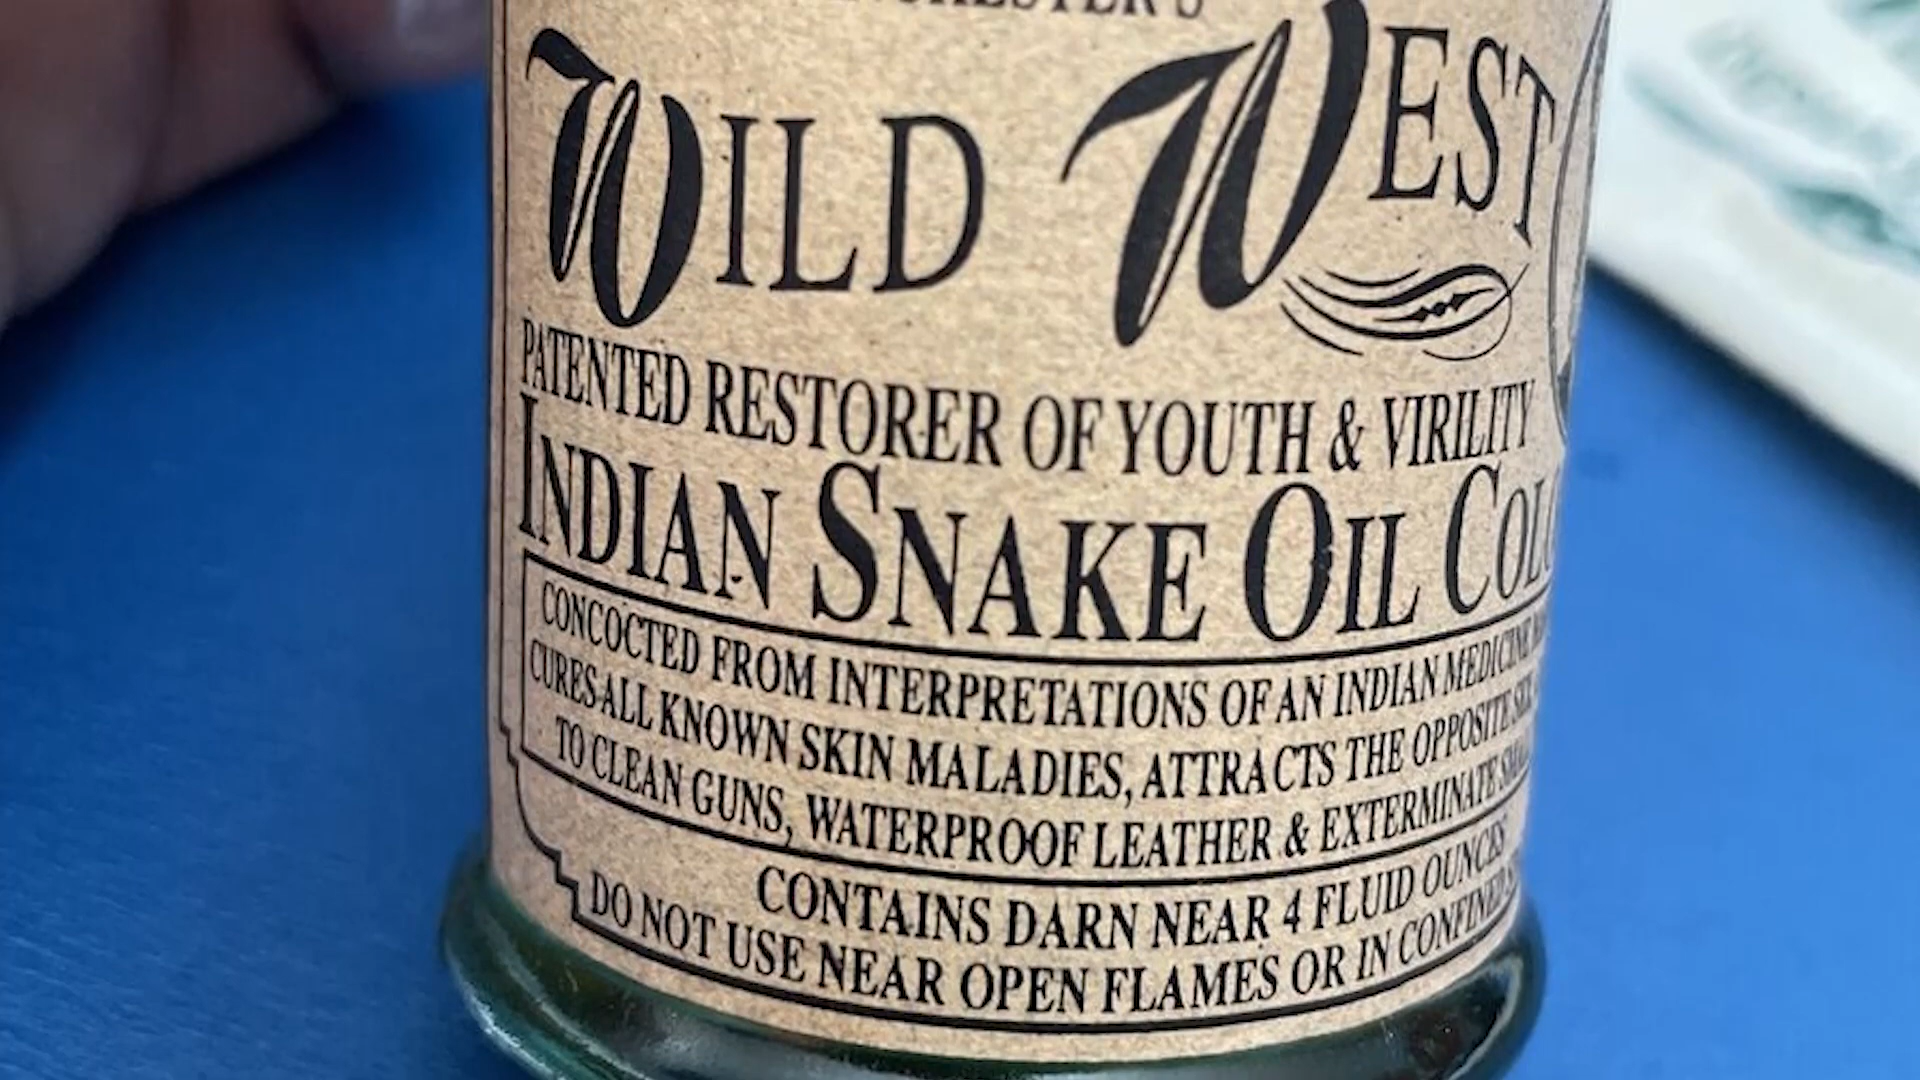 WILD WEST
PATENTED RESTORER OF YOUTH & VIRILITY
INDIAN SNAKE OIL
CONCOCTED FROM INTERPRETATIONS OF AN INDIAN MEDICINE
CURES ALL KNOWN SKIN MALADIES, ATTRACTS THE OPPOSITE SEX
TO CLEAN GUNS, WATERPROOF LEATHER & EXTERMINATE
CONTAINS DARN NEAR 4 FLUID OUNCES
DO NOT USE NEAR OPEN FLAMES OR IN CONFINED